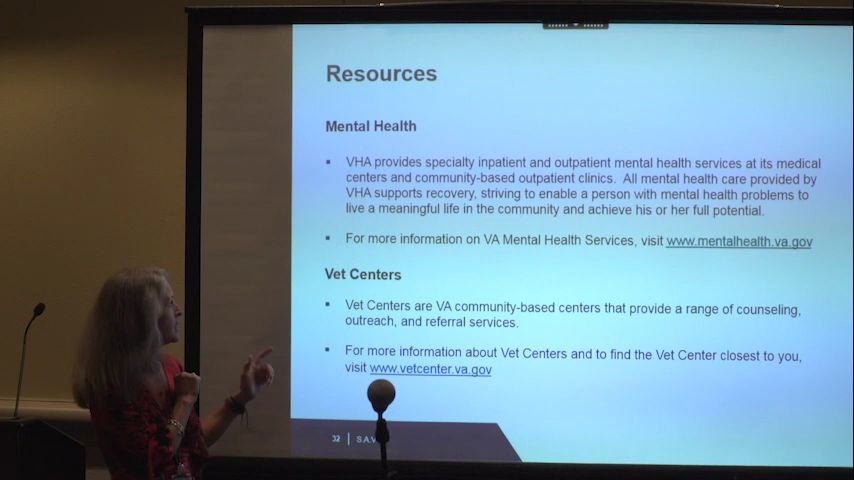 Resources
Mental Health
▪ VHA provides specialty inpatient and outpatient mental health services at its medical
centers and community-based outpatient clinics. All mental health care provided by
VHA supports recovery, striving to enable a person with mental health problems to
live a meaningful life in the community and achieve his or her full potential.
▪ For more information on VA Mental Health Services, visit www.mentalhealth.va.gov
Vet Centers
▪ Vet Centers are VA community-based centers that provide a range of counseling,
outreach, and referral services.
▪ For more information about Vet Centers and to find the Vet Center closest to you,
visit www.vetcenter.va.gov
32 | SAV